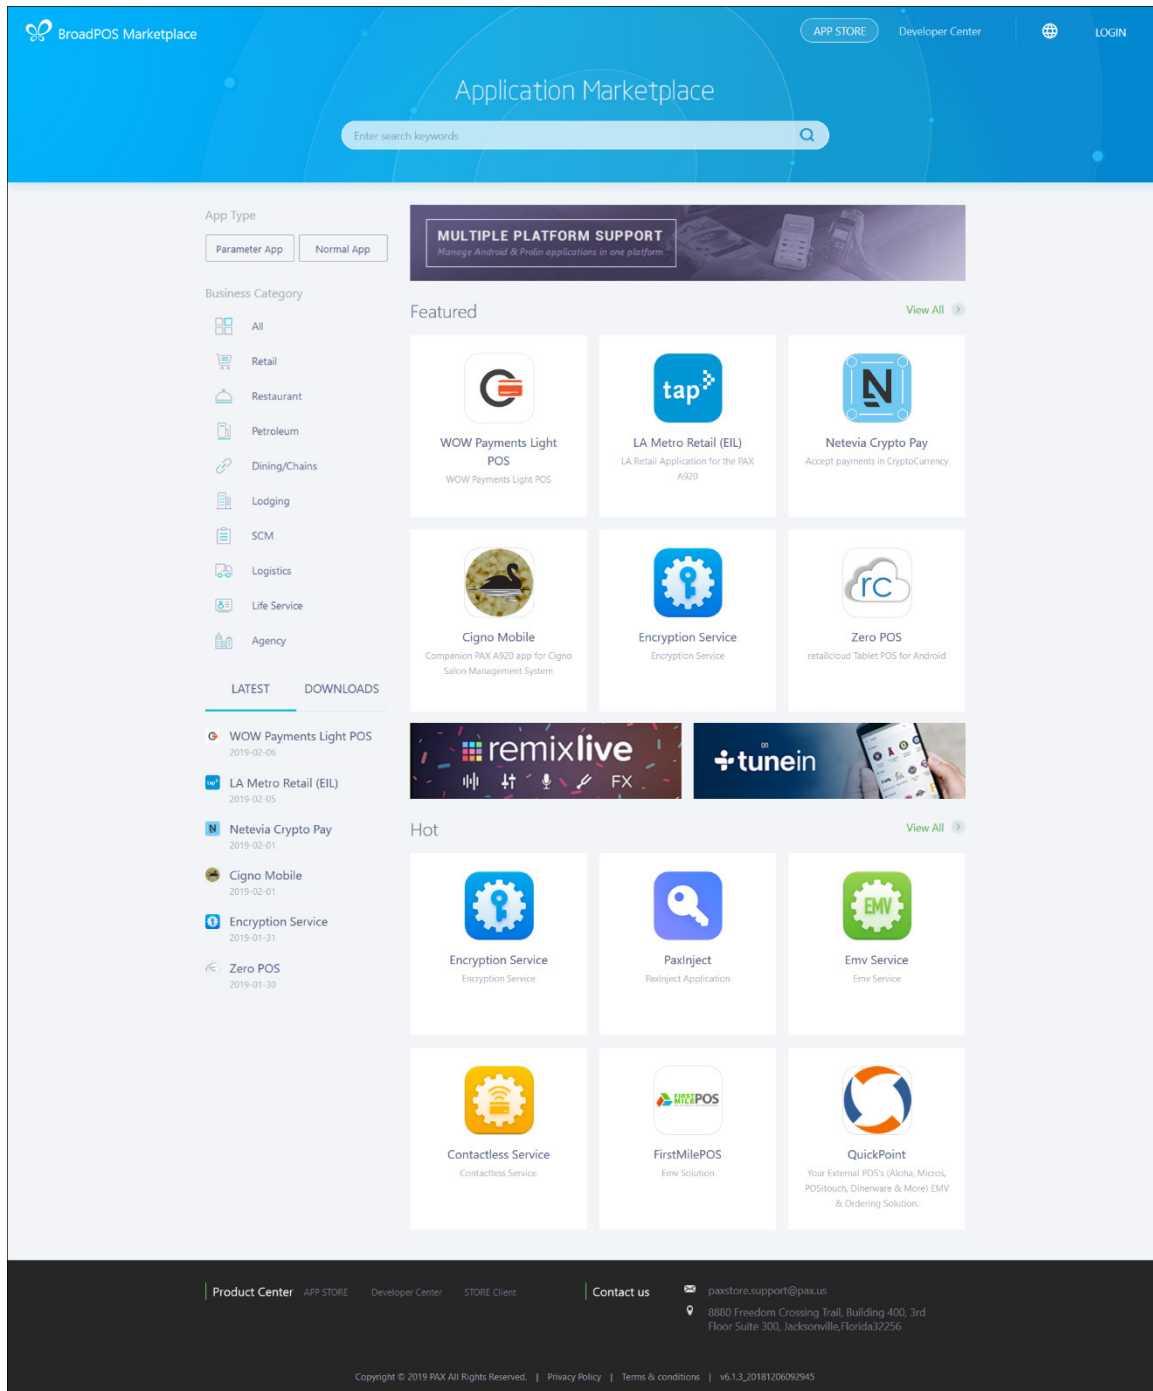 BroadPOS Marketplace
APP STORE
Developer Center
LOGIN
Application Marketplace
Enter search keywords
App Type
Parameter App
Normal App
Business Category
All
Retail
Restaurant
Petroleum
Dining/Chains
Lodging
SCM
Logistics
Life Service
Agency
LATEST
DOWNLOADS
WOW Payments Light POS
2019-02-06
LA Metro Retail (EIL)
2019-02-05
Netevia Crypto Pay
2019-02-01
Cigno Mobile
2019-02-01
Encryption Service
2019-01-31
Zero POS
2019-01-30
MULTIPLE PLATFORM SUPPORT
Manage Android & Prolin applications in one platform
Featured
View All
WOW Payments Light
POS
WOW Payments Light POS
tap
LA Metro Retail (EIL)
LA Retail Application for the PAX
A920
N
Netevia Crypto Pay
Accept payments in CryptoCurrency
Cigno Mobile
Companion PAX A920 app for Cigno
Salon Management System
Encryption Service
Encryption Service
rc
Zero POS
retailcloud Tablet POS for Android
remixlive
FX
on
tunein
Hot
View All
Encryption Service
Encryption Service
PaxInject
PaxInject Application
EMV
Emv Service
Emv Service
Contactless Service
Contactless Service
FIRST
MILE POS
FirstMilePOS
Emv Solution
QuickPoint
Your External POS's (Aloha, Micros,
POSitouch, Dinerware & More) EMV
& Ordering Solution.
Product Center
APP STORE
Developer Center
STORE Client
Contact us
paxstore.support@pax.us
8880 Freedom Crossing Trail, Building 400, 3rd
Floor Suite 300, Jacksonville,Florida32256
Copyright © 2019 PAX All Rights Reserved. | Privacy Policy | Terms & conditions | v6.1.3_20181206092945